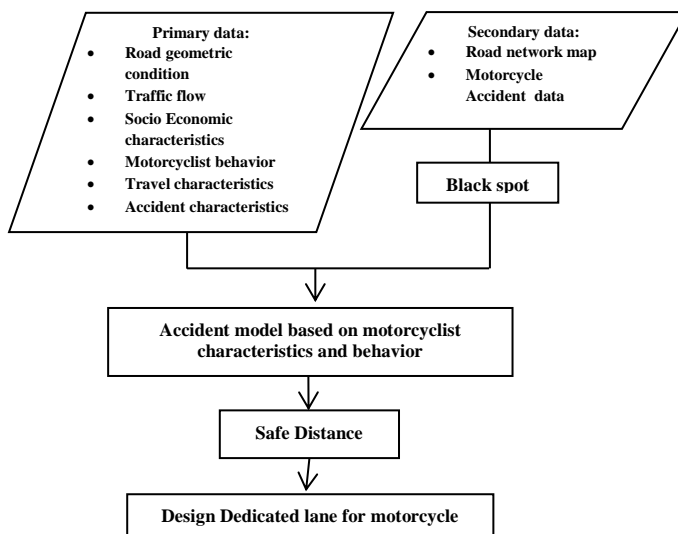 Primary data:
• Road geometric
condition
• Traffic flow
• Socio Economic
characteristics
• Motorcyclist behavior
• Travel characteristics
• Accident characteristics
Secondary data:
• Road network map
• Motorcycle
Accident data
Black spot
Accident model based on motorcyclist
characteristics and behavior
Safe Distance
Design Dedicated lane for motorcycle